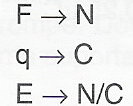 F → N
q → C
E → N/C